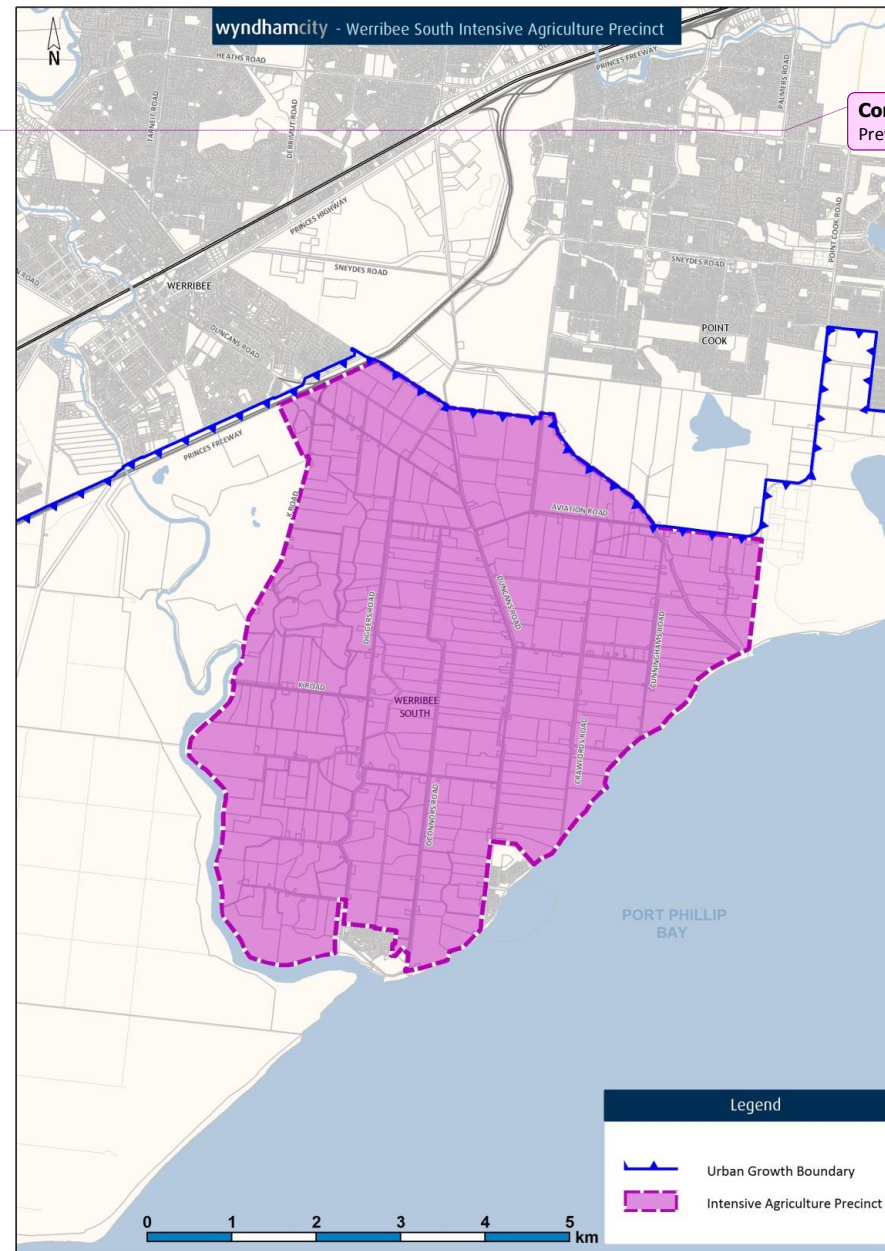 wyndhamcity - Werribee South Intensive Agriculture Precinct
N
HEATHS ROAD
PRINCES FREEWAY
PALMERS ROAD
TARNEIT ROAD
DERRIMUT ROAD
Cor
Prev
PRINCES HIGHWAY
POINT COOK ROAD
SNEYDES ROAD
SNEYDES ROAD
WERRIBEE
N ROAD
POINT
COOK
DUNCANS ROAD
PRINCES FREEWAY
K ROAD
AVIATION ROAD
DUNCANS ROAD
DIGGERS ROAD
CUNNINGHAMS ROAD
K ROAD
WERRIBEE
SOUTH
CRAWFORDS ROAD
OCONNORS ROAD
PORT PHILLIP
BAY
Legend
Urban Growth Boundary
Intensive Agriculture Precinct
0 1 2 3 4 5
km